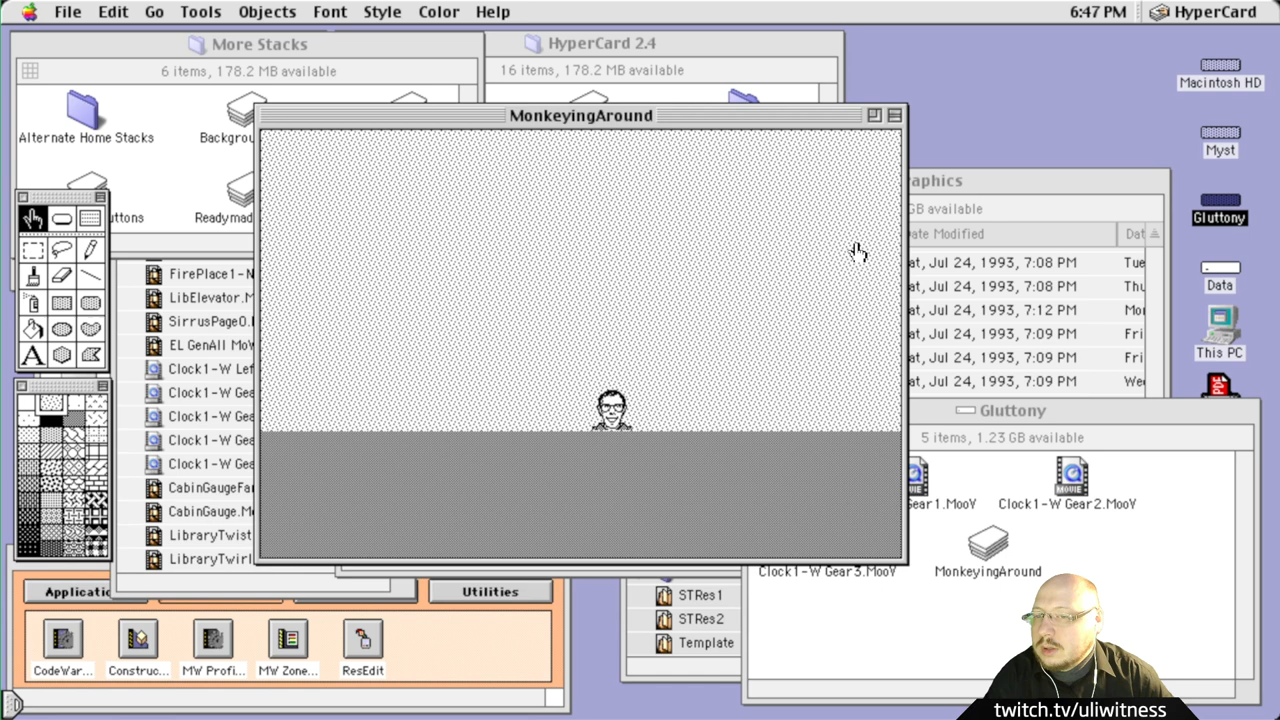 File Edit Go Tools Objects Font Style Color Help 6:47 PM HyperCard
More Stacks
6 items, 178.2 MB available
HyperCard 2.4
16 items, 178.2 MB available
Alternate Home Stacks
Backgrou
uttons
Readymad
MonkeyingAround
Macintosh HD
Myst
Gluttony
Data
This PC
PDF
raphics
GB available
ate Modified Dat
at, Jul 24, 1993, 7:08 PM Tue
at, Jul 24, 1993, 7:08 PM Thu
at, Jul 24, 1993, 7:12 PM Mon
at, Jul 24, 1993, 7:09 PM Fri
at, Jul 24, 1993, 7:09 PM Fri
at, Jul 24, 1993, 7:09 PM We
FirePlace1-N
LibElevator.M
SirrusPageO.
EL GenAll Mo
Clock1-W Lef
Clock1-W Gea
Clock1-W Gea
Clock1-W Gea
Clock1-W Gea
CabinGaugeFa
CabinGauge.M
LibraryTwist
LibraryTwirl
A
Gluttony
5 items, 1.23 GB available
MOVIE
Gear1.MooV
MOVIE
Clock1-W Gear2.MooV
Clock1-W Gear3.MooV
MonkeyingAround
Applicatio
Utilities
CodeWar...
Construc...
MW Profi...
MW Zone...
ResEdit
STRes1
STRes2
Template
twitch.tv/uliwitness